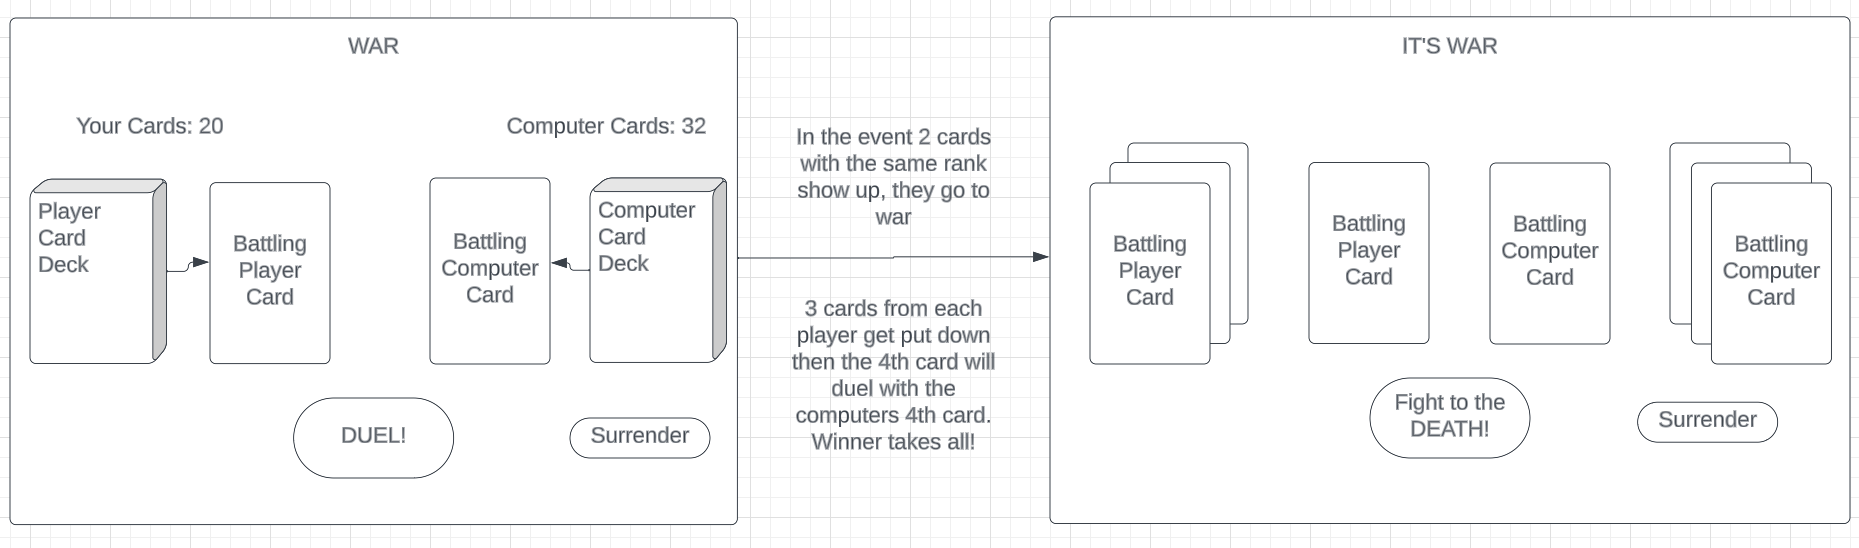 WAR
Your Cards: 20
Computer Cards: 32
Player
Card
Deck
Battling
Player
Card
Battling
Computer
Card
Computer
Card
Deck
DUEL!
Surrender
In the event 2 cards
with the same rank
show up, they go to
war
3 cards from each
player get put down
then the 4th card will
duel with the
computers 4th card.
Winner takes all!
IT'S WAR
Battling
Player
Card
Battling
Player
Card
Battling
Computer
Card
Battling
Computer
Card
Fight to the
DEATH!
Surrender